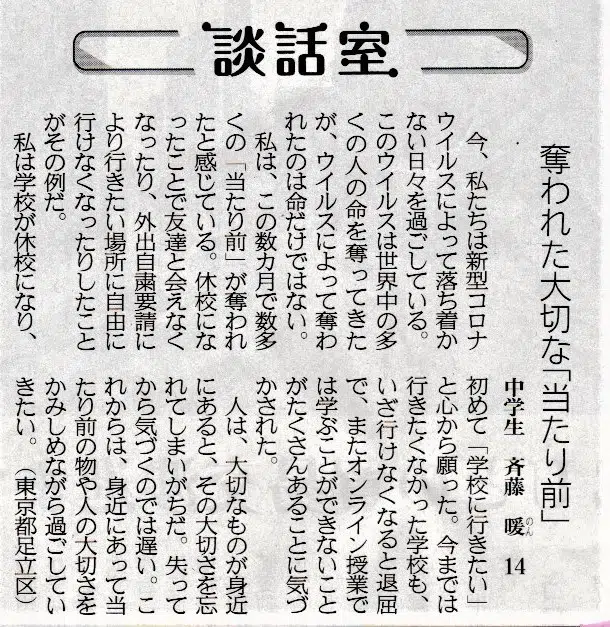 談話室
奪われた大切な「当たり前」
中学生　斉藤　暖　14
のん
今、私たちは新型コロナ
ウイルスによって落ち着か
ない日々を過ごしている。
このウイルスは世界中の多
くの人の命を奪ってきた
が、ウイルスによって奪わ
れたのは命だけではない。
私は、この数カ月で数多
くの「当たり前」が奪われ
たと感じている。休校にな
ったことで友達と会えなく
なったり、外出自粛要請に
より行きたい場所に自由に
行けなくなったりしたこと
がその例だ。
私は学校が休校になり、
初めて「学校に行きたい」
と心から願った。今までは
行きたくなかった学校も、
いざ行けなくなると退屈
で、またオンライン授業で
は学ぶことができないこと
がたくさんあることに気づ
かされた。
人は、大切なものが身近
にあると、その大切さを忘
れてしまいがちだ。失って
から気づくのでは遅い。こ
れからは、身近にあって当
たり前の物や人の大切さを
かみしめながら過ごしてい
きたい。　（東京都足立区）